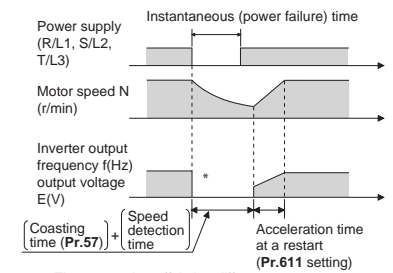 Instantaneous (power failure) time
Power supply
(R/L1, S/L2,
T/L3)
Motor speed N
(r/min)
Inverter output
frequency f(Hz)
output voltage
E(V)
*
Coasting
time (Pr.57)
+
Speed
detection
time
Acceleration time
at a restart
(Pr.611 setting)